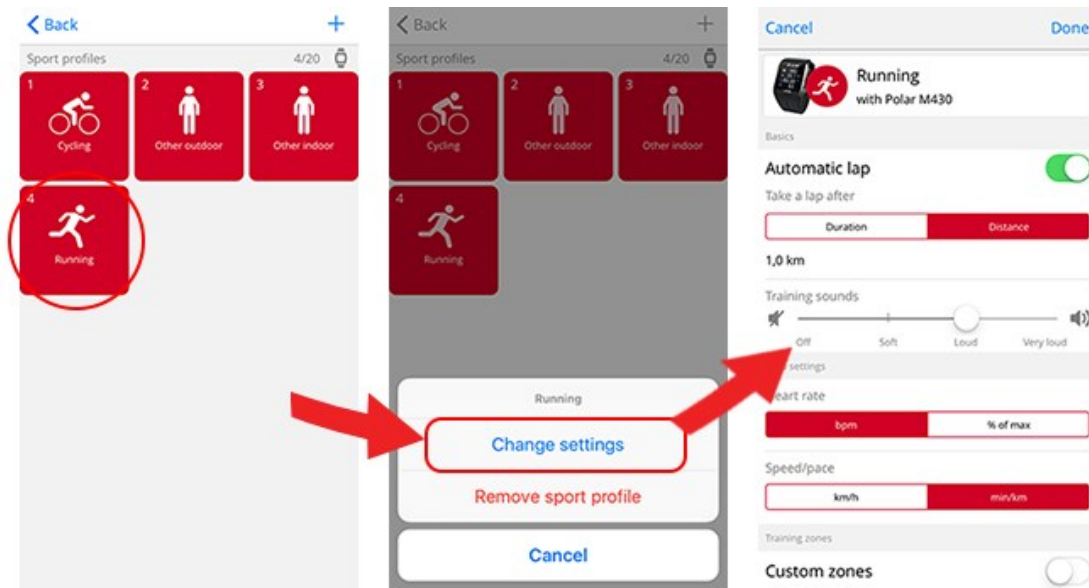 Back +
Sport profiles 4/20
1
Cycling
2
Other outdoor
3
Other indoor
4
Running
Back +
Sport profiles 4/20
1
Cycling
2
Other outdoor
3
Other indoor
4
Running
Running
Change settings
Remove sport profile
Cancel
Cancel Done
Running
with Polar M430
Basics
Automatic lap
Take a lap after
Duration Distance
1,0 km
Training sounds
Off Soft Loud Very loud
settings
eart rate
bpm % of max
Speed/pace
km/h min/km
Training zones
Custom zones